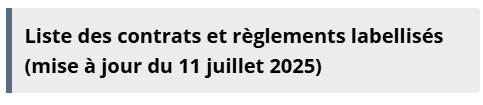 Liste des contrats et règlements labellisés
(mise à jour du 11 juillet 2025)